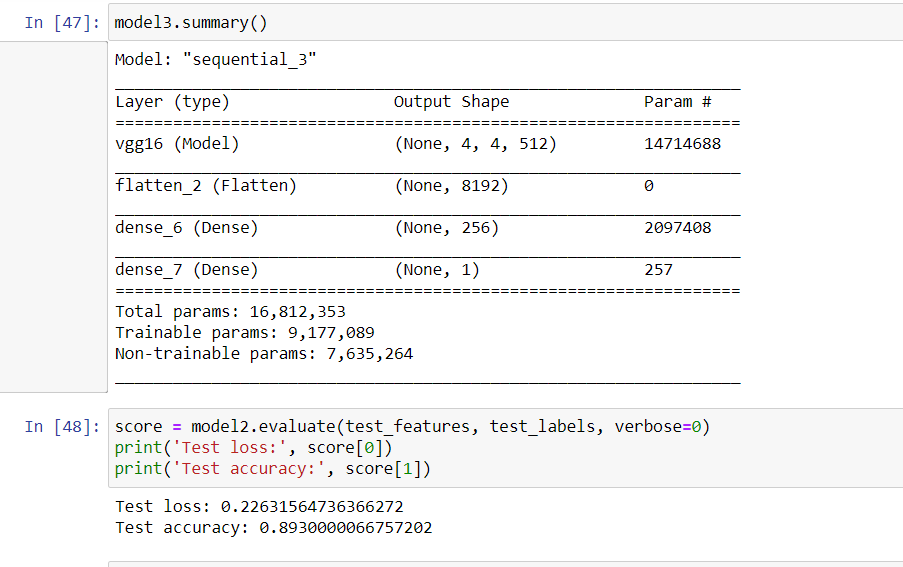 In [47]: model3.summary()
Model: "sequential_3"
_________________________________________________________________
Layer (type)                 Output Shape              Param #
=================================================================
vgg16 (Model)                (None, 4, 4, 512)         14714688
_________________________________________________________________
flatten_2 (Flatten)          (None, 8192)              0
_________________________________________________________________
dense_6 (Dense)              (None, 256)               2097408
_________________________________________________________________
dense_7 (Dense)              (None, 1)                 257
=================================================================
Total params: 16,812,353
Trainable params: 9,177,089
Non-trainable params: 7,635,264
_________________________________________________________________
In [48]: score = model2.evaluate(test_features, test_labels, verbose=0)
print('Test loss:', score[0])
print('Test accuracy:', score[1])
Test loss: 0.22631564736366272
Test accuracy: 0.8930000066757202